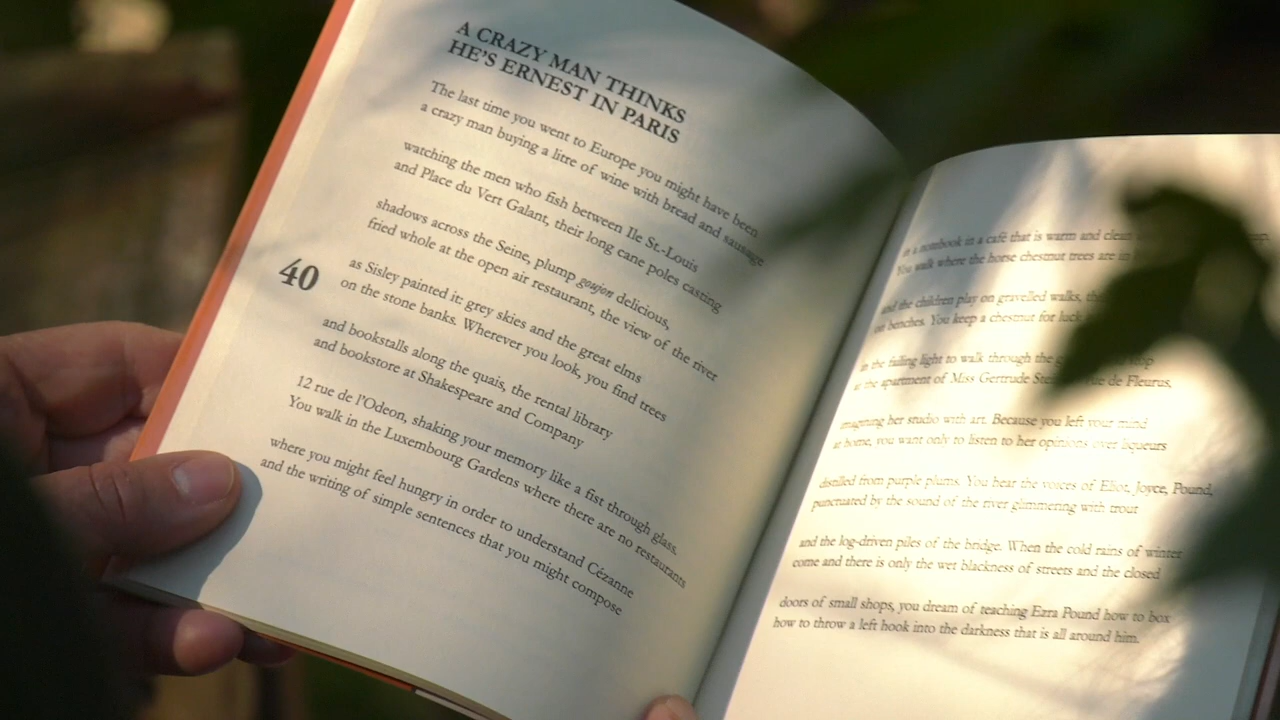 A CRAZY MAN THINKS
HE'S ERNEST IN PARIS
The last time you went to Europe you might have been
a crazy man buying a litre of wine with bread and sausage
watching the men who fish between Ile St.-Louis
and Place du Vert Galant, their long cane poles casting
shadows across the Seine, plump goujon delicious,
fried whole at the open air restaurant, the view of the river
as Sisley painted it: grey skies and the great elms
on the stone banks. Wherever you look, you find trees
and bookstalls along the quais, the rental library
and bookstore at Shakespeare and Company
12 rue de l'Odeon, shaking your memory like a fist through glass.
You walk in the Luxembourg Gardens where there are no restaurants
where you might feel hungry in order to understand Cézanne
and the writing of simple sentences that you might compose
40
in a notebook in a café that is warm and clean
You walk where the horse chestnut trees are in
and the children play on gravelled walks,
on benches. You keep a chestnut for luck
in the falling light to walk through the
at the apartment of Miss Gertrude rue de Fleurus,
imagining her studio with art. Because you left your mind
at home, you want only to listen to her opinions over liqueurs
distilled from purple plums. You hear the voices of Eliot, Joyce, Pound,
punctuated by the sound of the river glimmering with trout
and the log-driven piles of the bridge. When the cold rains of winter
come and there is only the wet blackness of streets and the closed
doors of small shops, you dream of teaching Ezra Pound how to box
how to throw a left hook into the darkness that is all around him.